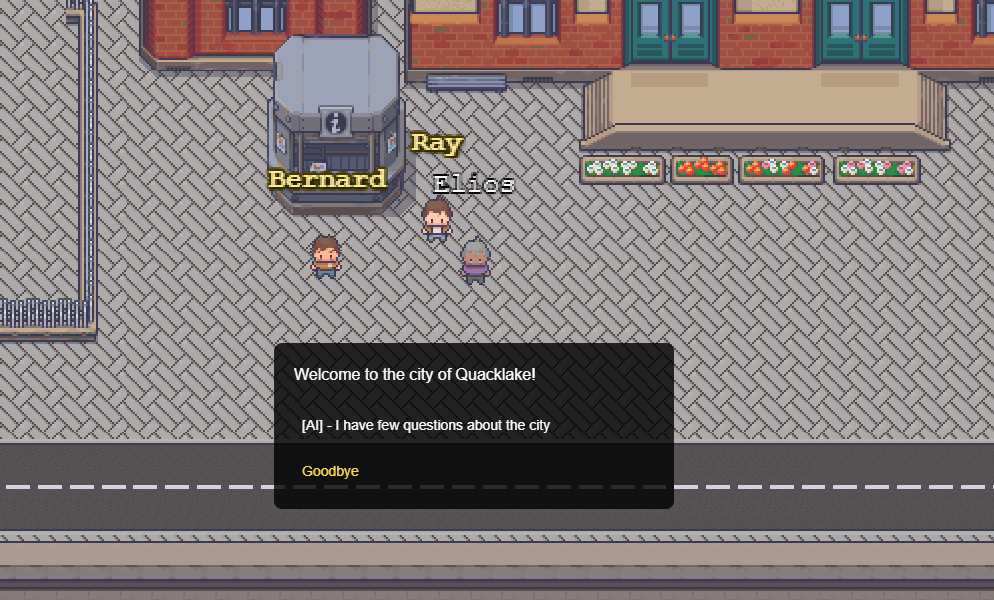 i
Ray
Bernard
Elios
Welcome to the city of Quacklake!
[AI] - I have few questions about the city
Goodbye